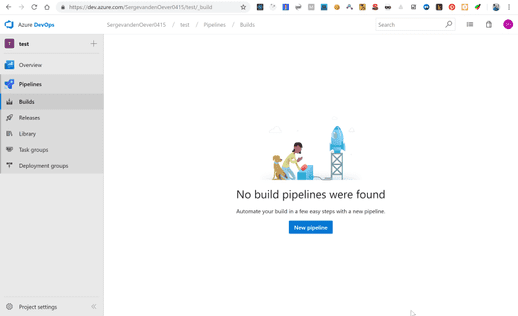 https://dev.azure.com/SergevandenOever0415/test/_build
Azure DevOps
SergevandenOever0415 / test / Pipelines / Builds
Search
T
test
Overview
Pipelines
Builds
Releases
Library
Task groups
Deployment groups
No build pipelines were found
Automate your build in a few easy steps with a new pipeline.
New pipeline
Project settings